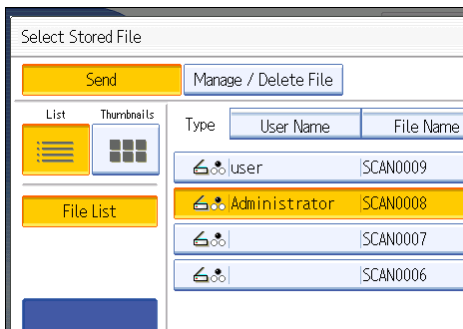 Select Stored File
Send Manage / Delete File
List Thumbnails
Type User Name File Name
user SCAN0009
File List
Administrator SCAN0008
SCAN0007
SCAN0006